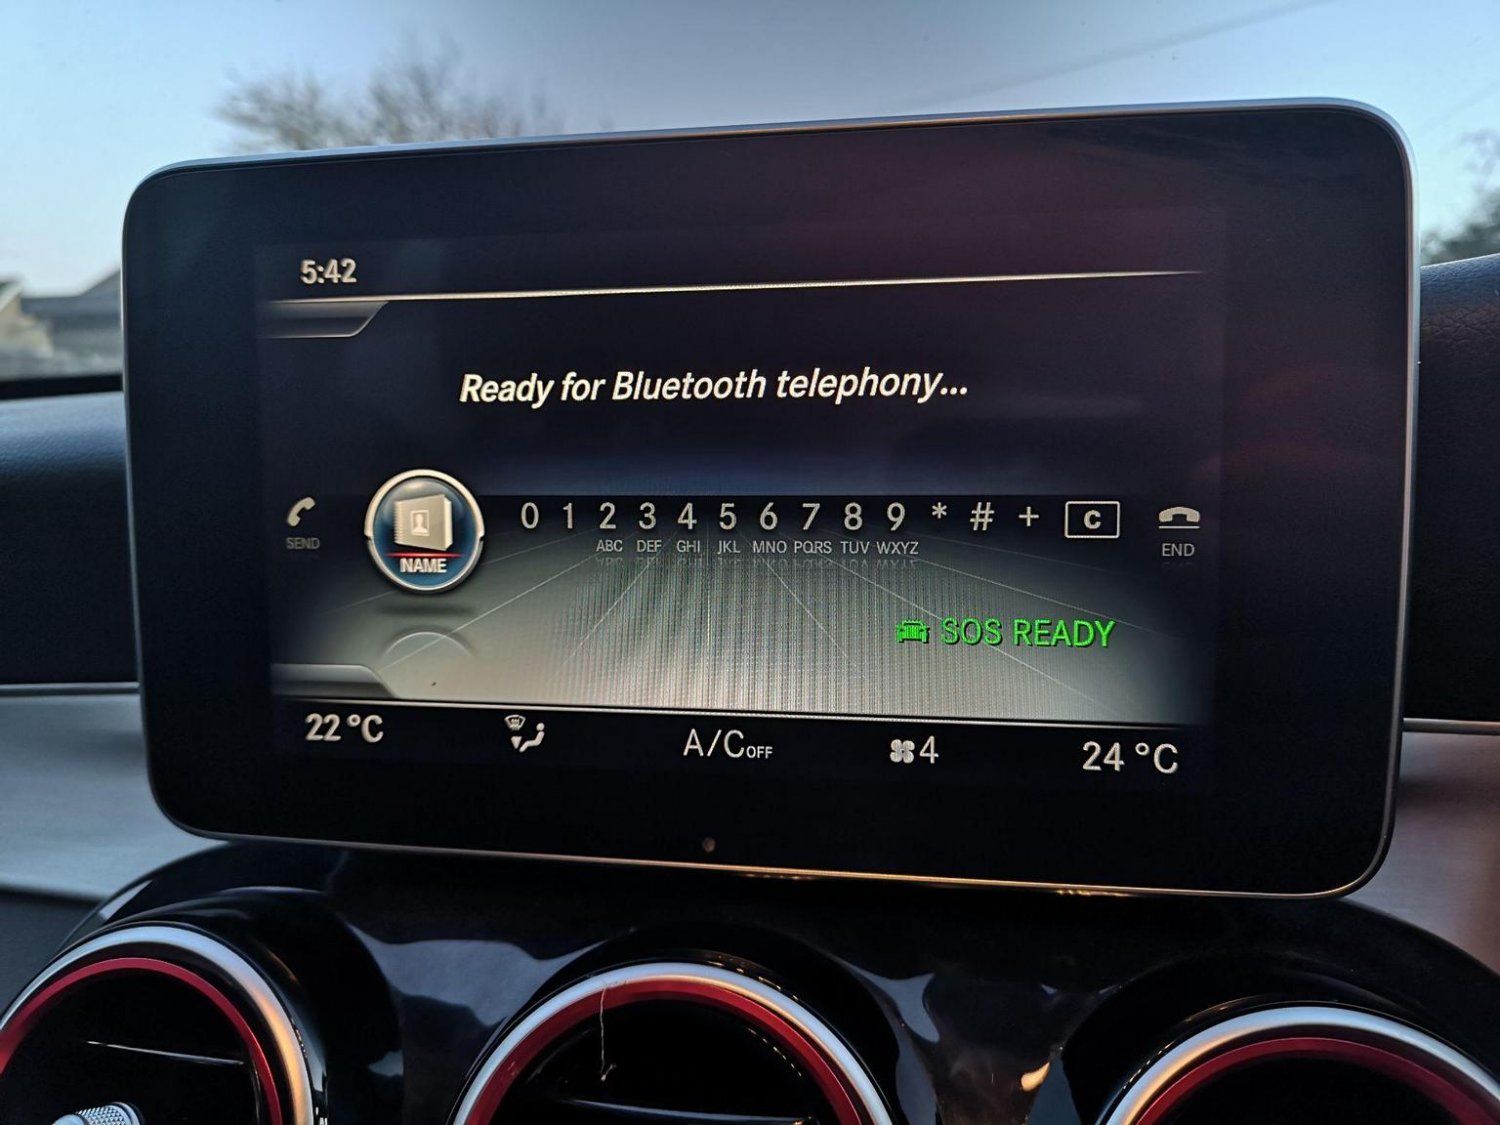 5:42
Ready for Bluetooth telephony...
SEND
NAME
0 1 2 3 4 5 6 7 8 9 * # + C
ABC DEF GHI JKL MNO PQRS TUV WXYZ
END
SOS READY
22 °C
A/C OFF
4
24 °C